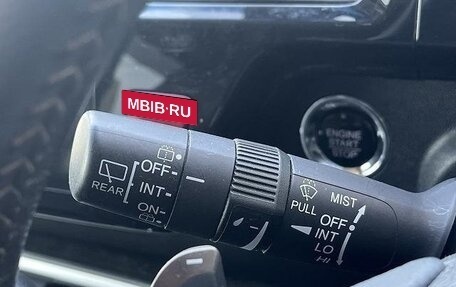 MBIB·RU
ENGINE
START
STOP
OFF
REAR
INT
ON
MIST
PULL
OFF
INT
LO
HI